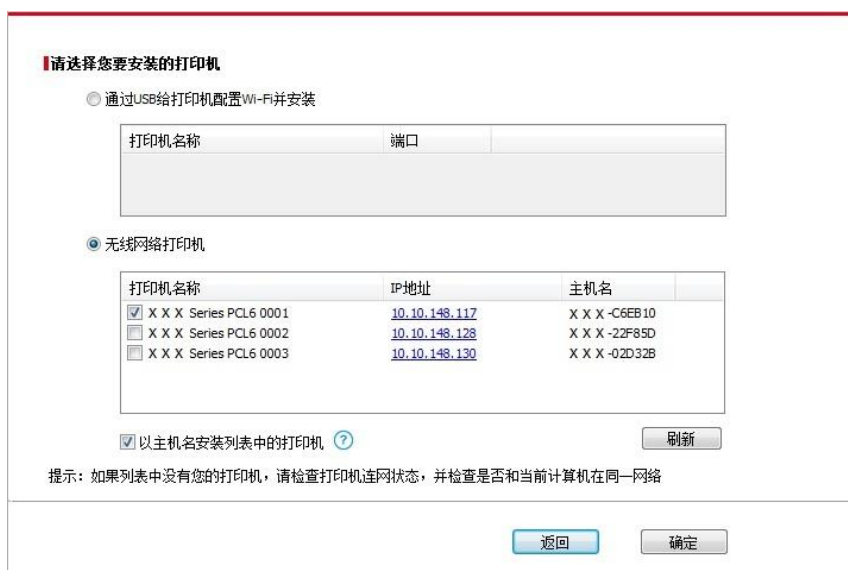 请选择您要安装的打印机
通过USB给打印机配置Wi-Fi并安装
打印机名称 端口
无线网络打印机
打印机名称 IP地址 主机名
X X X Series PCL6 0001 10.10.148.117 X X X -C6EB10
X X X Series PCL6 0002 10.10.148.128 X X X -22F85D
X X X Series PCL6 0003 10.10.148.130 X X X -02D32B
以主机名安装列表中的打印机 ? 刷新
提示：如果列表中没有您的打印机，请检查打印机连网状态，并检查是否和当前计算机在同一网络
返回 确定